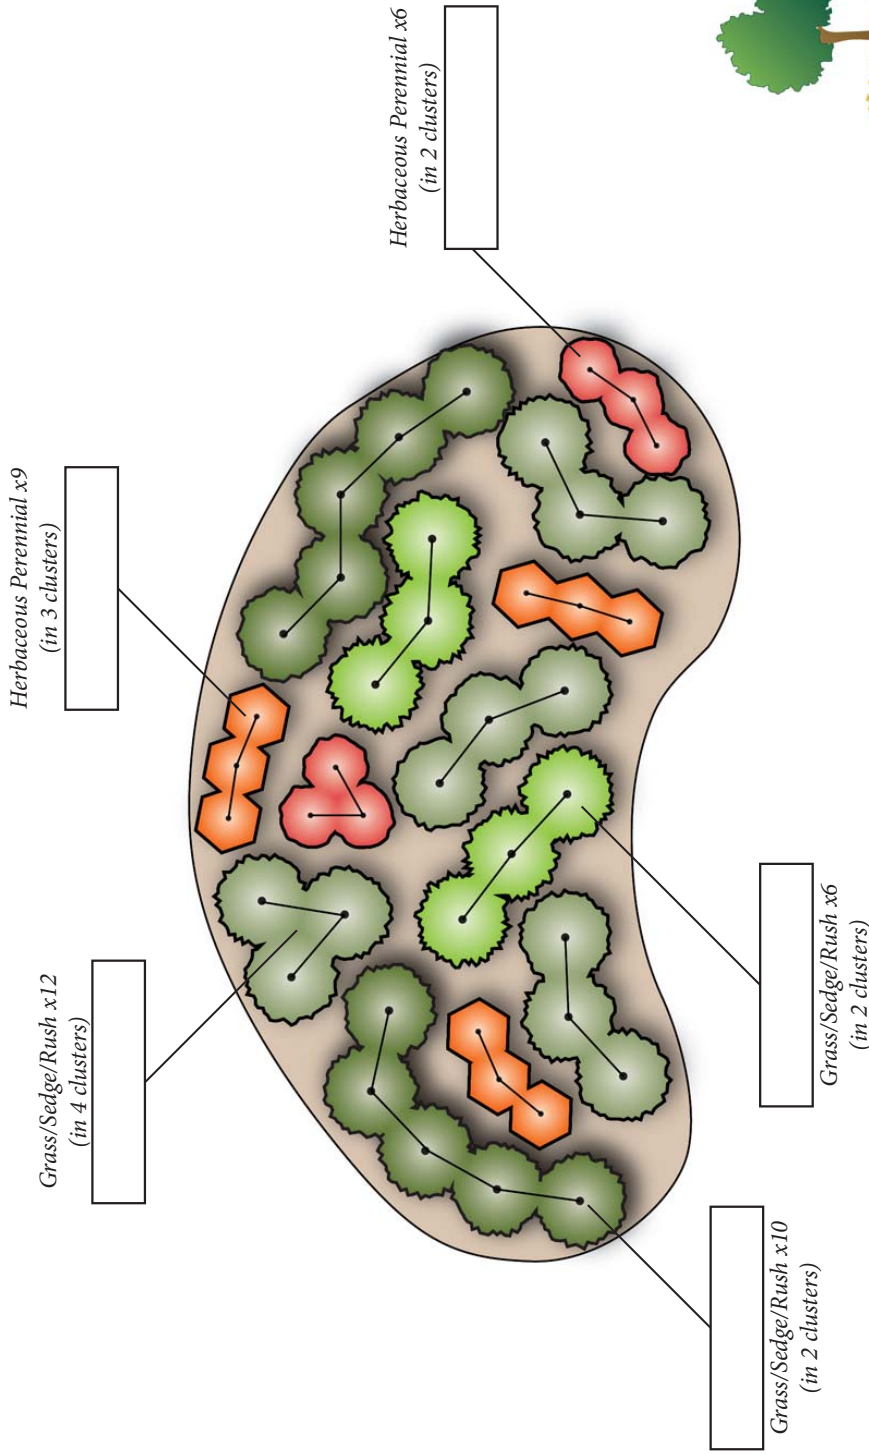 Herbaceous Perennial x6
(in 2 clusters)
Herbaceous Perennial x9
(in 3 clusters)
Grass/Sedge/Rush x12
(in 4 clusters)
Grass/Sedge/Rush x6
(in 2 clusters)
Grass/Sedge/Rush x10
(in 2 clusters)